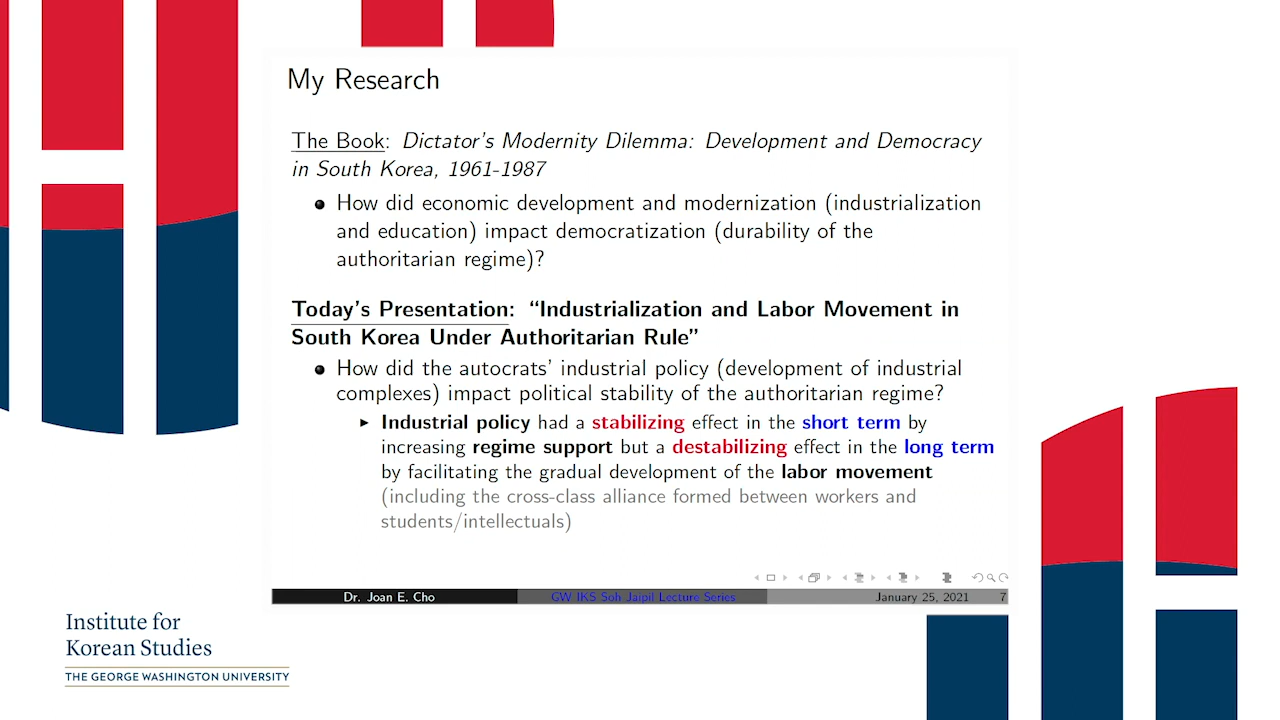 My Research
The Book: Dictator's Modernity Dilemma: Development and Democracy
in South Korea, 1961-1987
How did economic development and modernization (industrialization
and education) impact democratization (durability of the
authoritarian regime)?
Today's Presentation: “Industrialization and Labor Movement in
South Korea Under Authoritarian Rule”
How did the autocrats' industrial policy (development of industrial
complexes) impact political stability of the authoritarian regime?
Industrial policy had a stabilizing effect in the short term by
increasing regime support but a destabilizing effect in the long term
by facilitating the gradual development of the labor movement
(including the cross-class alliance formed between workers and
students/intellectuals)
Dr. Joan E. Cho GW IKS Soh Jaipil Lecture Series January 25, 2021 7
Institute for
Korean Studies
THE GEORGE WASHINGTON UNIVERSITY